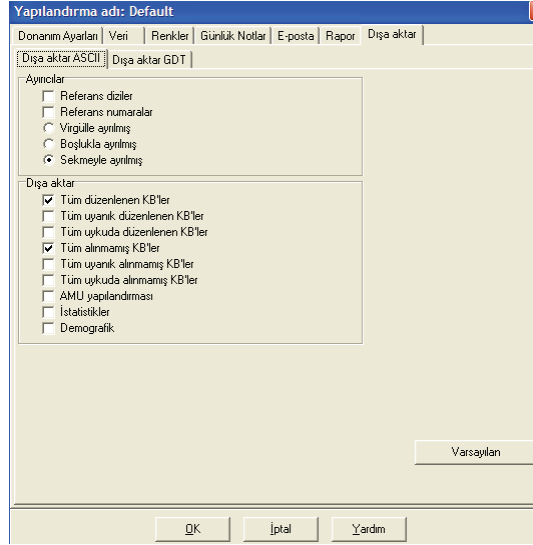 Yapılandırma adı: Default
Donanım Ayarları Veri Renkler Günlük Notlar E-posta Rapor Dışa aktar
Dışa aktar ASCII Dışa aktar GDT
Ayırıcılar
Referans diziler
Referans numaralar
Virgülle ayrılmış
Boşlukla ayrılmış
Sekmeyle ayrılmış
Dışa aktar
Tüm düzenlenen KB'ler
Tüm uyanık düzenlenen KB'ler
Tüm uykuda düzenlenen KB'ler
Tüm alınmamış KB'ler
Tüm uyanık alınmamış KB'ler
Tüm uykuda alınmamış KB'ler
AMU yapılandırması
İstatistikler
Demografik
Varsayılan
OK İptal Yardım